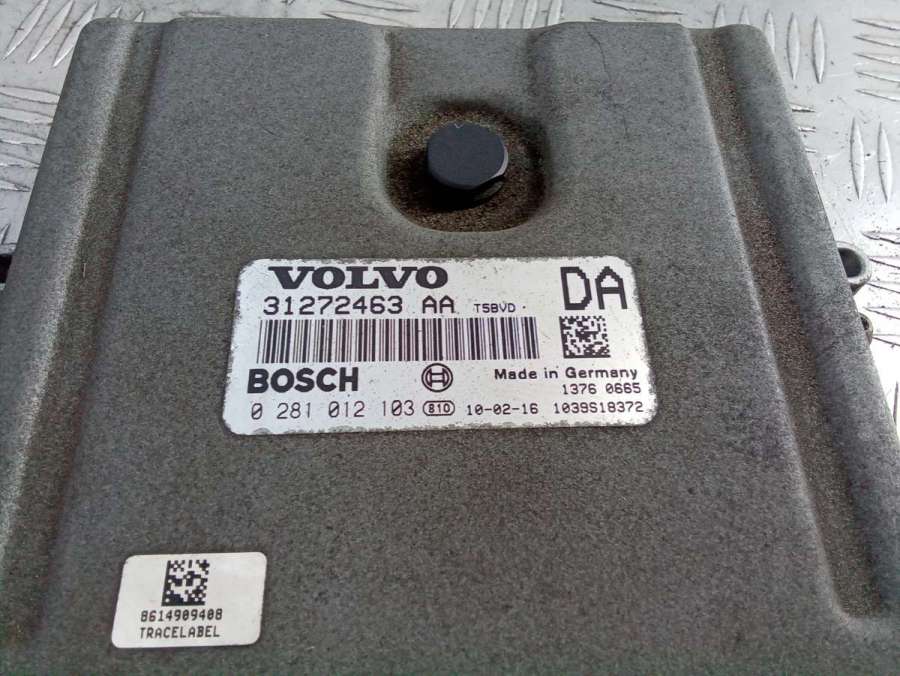 VOLVO
31272463 AA TSBVD
DA
BOSCH
Made in Germany
1376 0665
0 281 012 103 810 10-02-16 1039S18372
8614909408
TRACELABEL